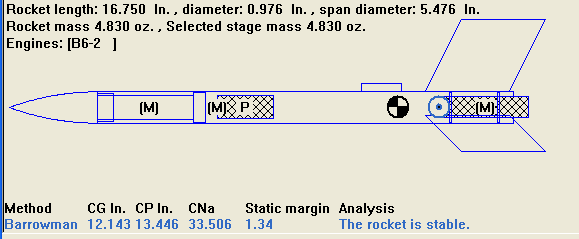 Rocket length: 16.750 In. , diameter: 0.976 In. , span diameter: 5.476 In.
Rocket mass 4.830 oz. , Selected stage mass 4.830 oz.
Engines: [B6-2 ]
(M) (M) P (M)
Method CG In. CP In. CNa Static margin Analysis
Barrowman 12.143 13.446 33.506 1.34 The rocket is stable.